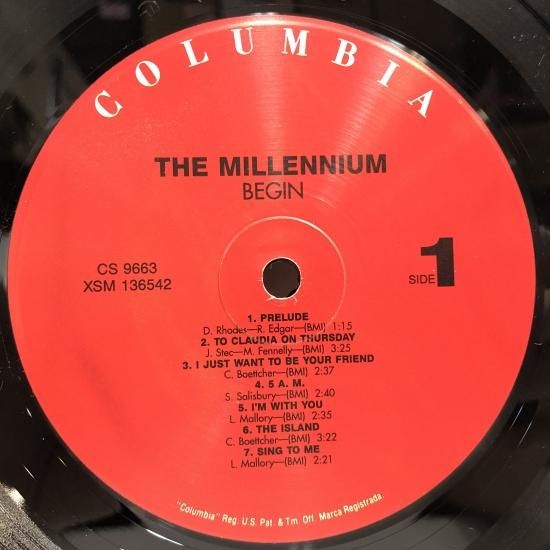 COLUMBIA
THE MILLENNIUM
BEGIN
CS 9663
XSM 136542
SIDE 1
1. PRELUDE
D. Rhodes—R. Edgar—(BMI) 1:15
2. TO CLAUDIA ON THURSDAY
J. Stec—M. Fennelly—(BMI) 3:25
3. I JUST WANT TO BE YOUR FRIEND
C. Boettcher—(BMI) 2:37
4. 5 A. M.
S. Salisbury—(BMI) 2:40
5. I'M WITH YOU
L. Mallory—(BMI) 2:35
6. THE ISLAND
C. Boettcher—(BMI) 3:22
7. SING TO ME
L. Mallory—(BMI) 2:21
"Columbia" Reg. U.S. Pat. & Tm. Off. Marca Registrada.